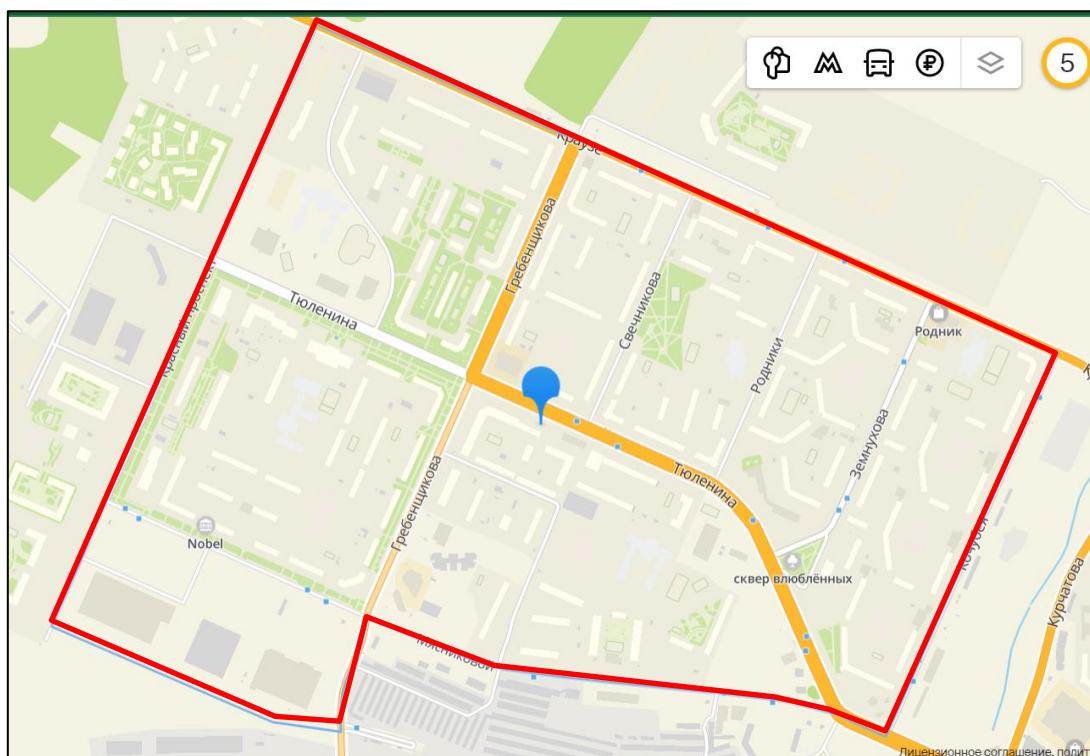 5
Краузе
Гребенщикова
Свечникова
Родник
Тюленина
Красный проспект
Родники
Земнухова
Тюленина
Гребенщикова
Nobel
сквер влюблённых
Кочубея
Курчатова
Мясниковой
Лицензионное соглашение, поли